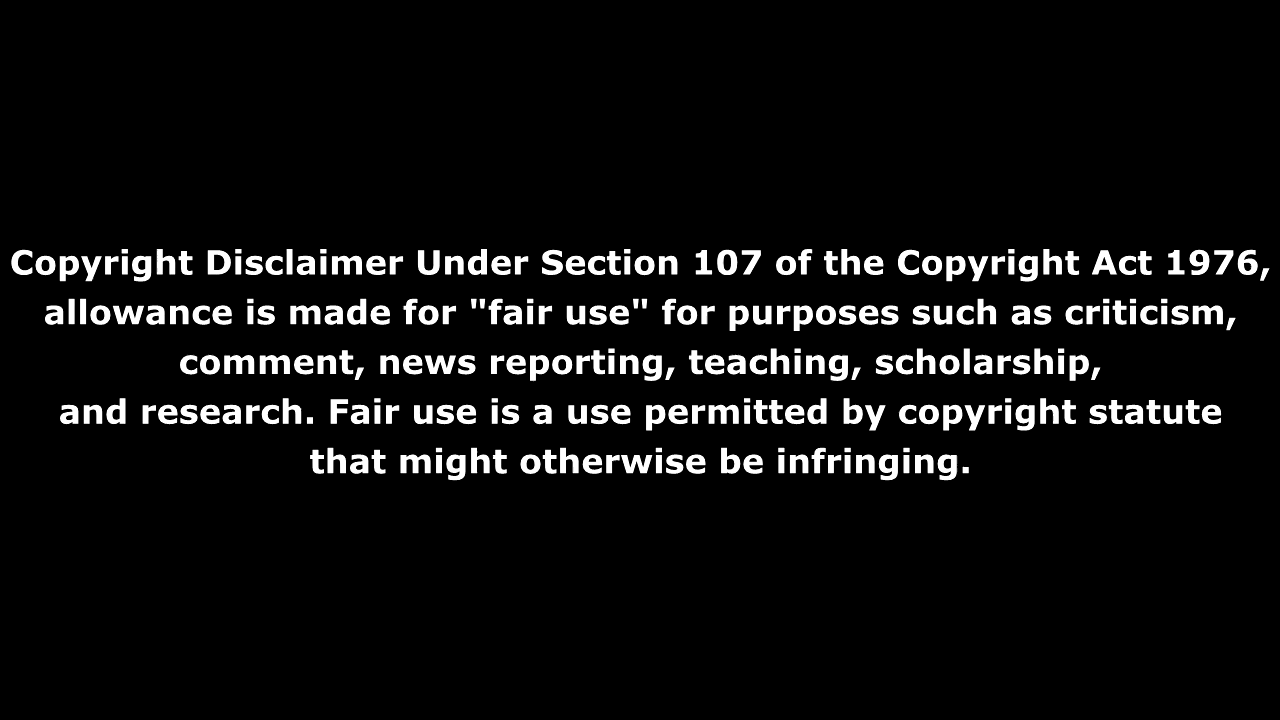 Copyright Disclaimer Under Section 107 of the Copyright Act 1976,
allowance is made for "fair use" for purposes such as criticism,
comment, news reporting, teaching, scholarship,
and research. Fair use is a use permitted by copyright statute
that might otherwise be infringing.